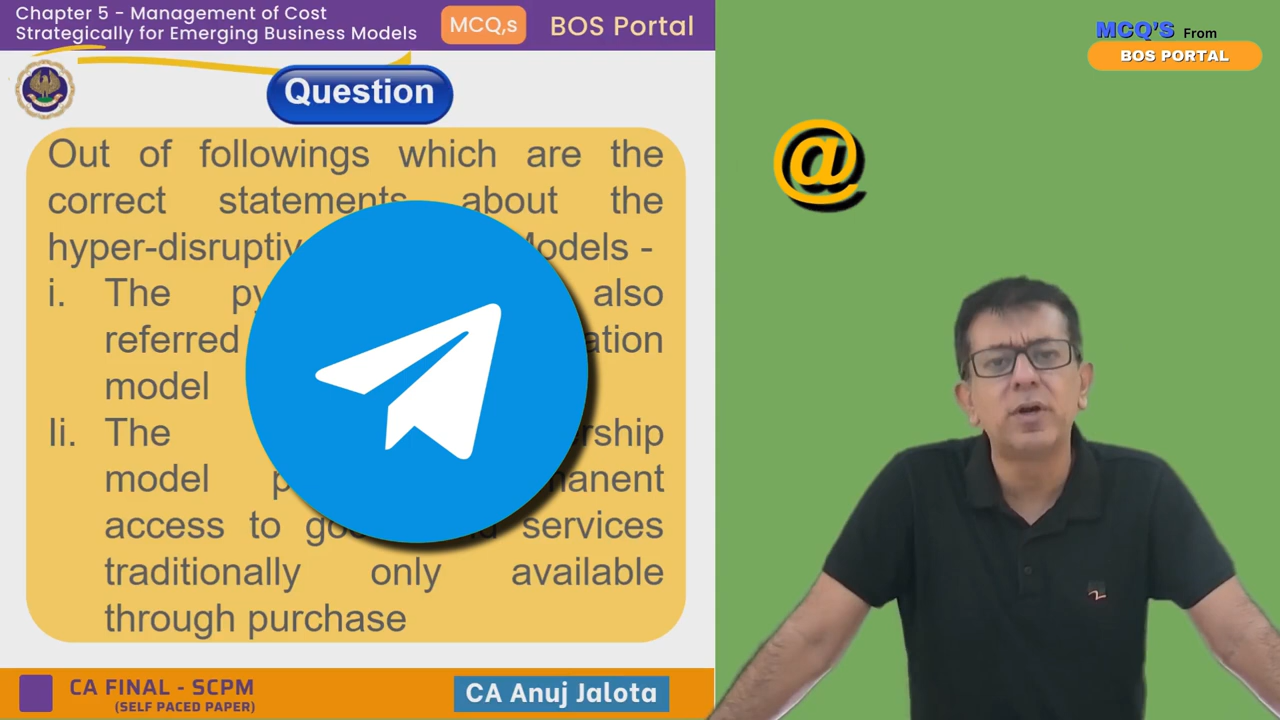 Chapter 5 - Management of Cost
Strategically for Emerging Business Models
MCQ,s
BOS Portal
MCQ'S From
BOS PORTAL
Question
@
Out of followings which are the
correct statements about the
hyper-disruptiv Models -
i. The py also
referred ation
model
Ii. The rship
model p manent
access to go services
traditionally only available
through purchase
CA FINAL - SCPM
(SELF PACED PAPER)
CA Anuj Jalota